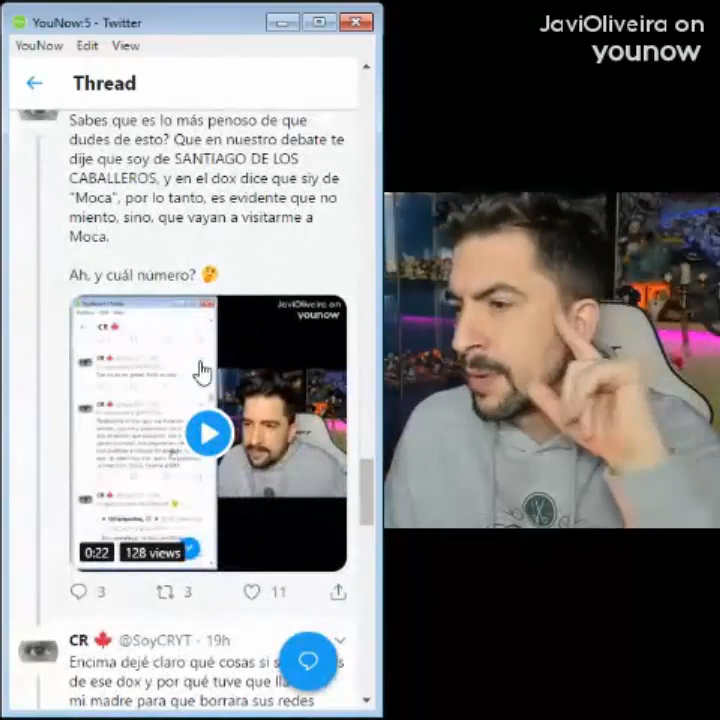 YouNow:5 - Twitter
JaviOliveira on
younow
YouNow Edit View
Thread
Sabes que es lo más penoso de que
dudes de esto? Que en nuestro debate te
dije que soy de SANTIAGO DE LOS
CABALLEROS, y en el dox dice que siy de
"Moca", por lo tanto, es evidente que no
miento, sino, que vayan a visitarme a
Moca.
Ah, y cuál número? 🤔
JaviOliveira on
younow
CR 🍁
0:22 128 views
3 3 11
CR 🍁 @SoyCRYT · 19h
Encima dejé claro qué cosas si
de ese dox y por qué tuve que
mi madre para que borrara sus redes